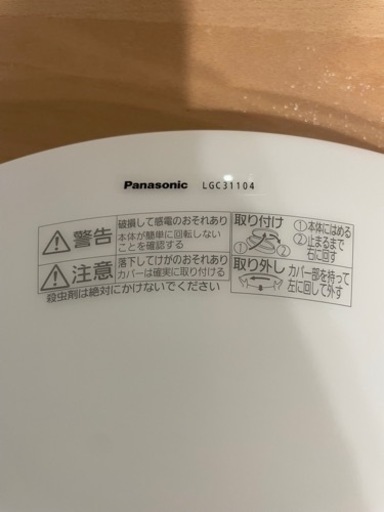 Panasonic LGC31104
警告
破損して感電のおそれあり
本体が簡単に回転しない
ことを確認する
注意
落下してけがのおそれあり
カバーは確実に取り付ける
殺虫剤は絶対にかけないでください
取り付け
①
②
①本体にはめる
②止まるまで
右に回す
取り外し
カバー部を持って
左に回して外す